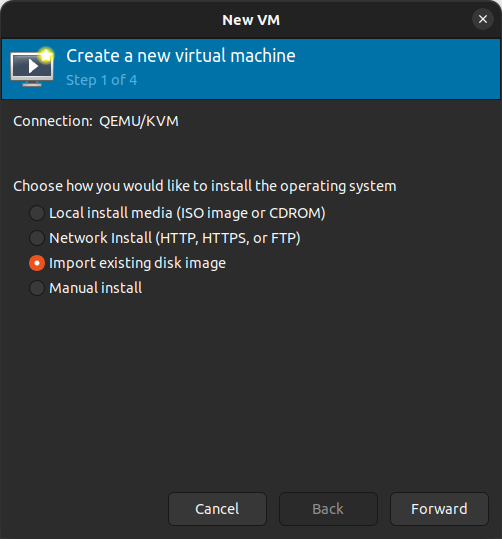 New VM
Create a new virtual machine
Step 1 of 4
Connection: QEMU/KVM
Choose how you would like to install the operating system
Local install media (ISO image or CDROM)
Network Install (HTTP, HTTPS, or FTP)
Import existing disk image
Manual install
Cancel Back Forward